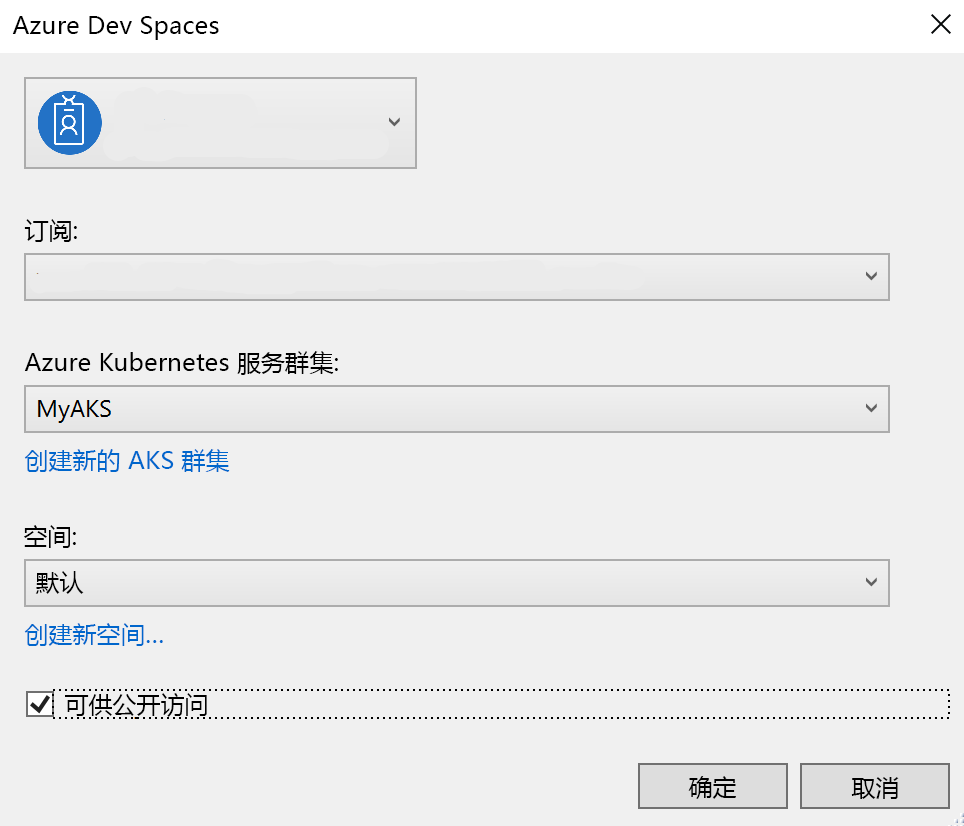 Azure Dev Spaces
订阅:
Azure Kubernetes 服务群集:
MyAKS
创建新的 AKS 群集
空间:
默认
创建新空间...
可供公开访问
确定
取消